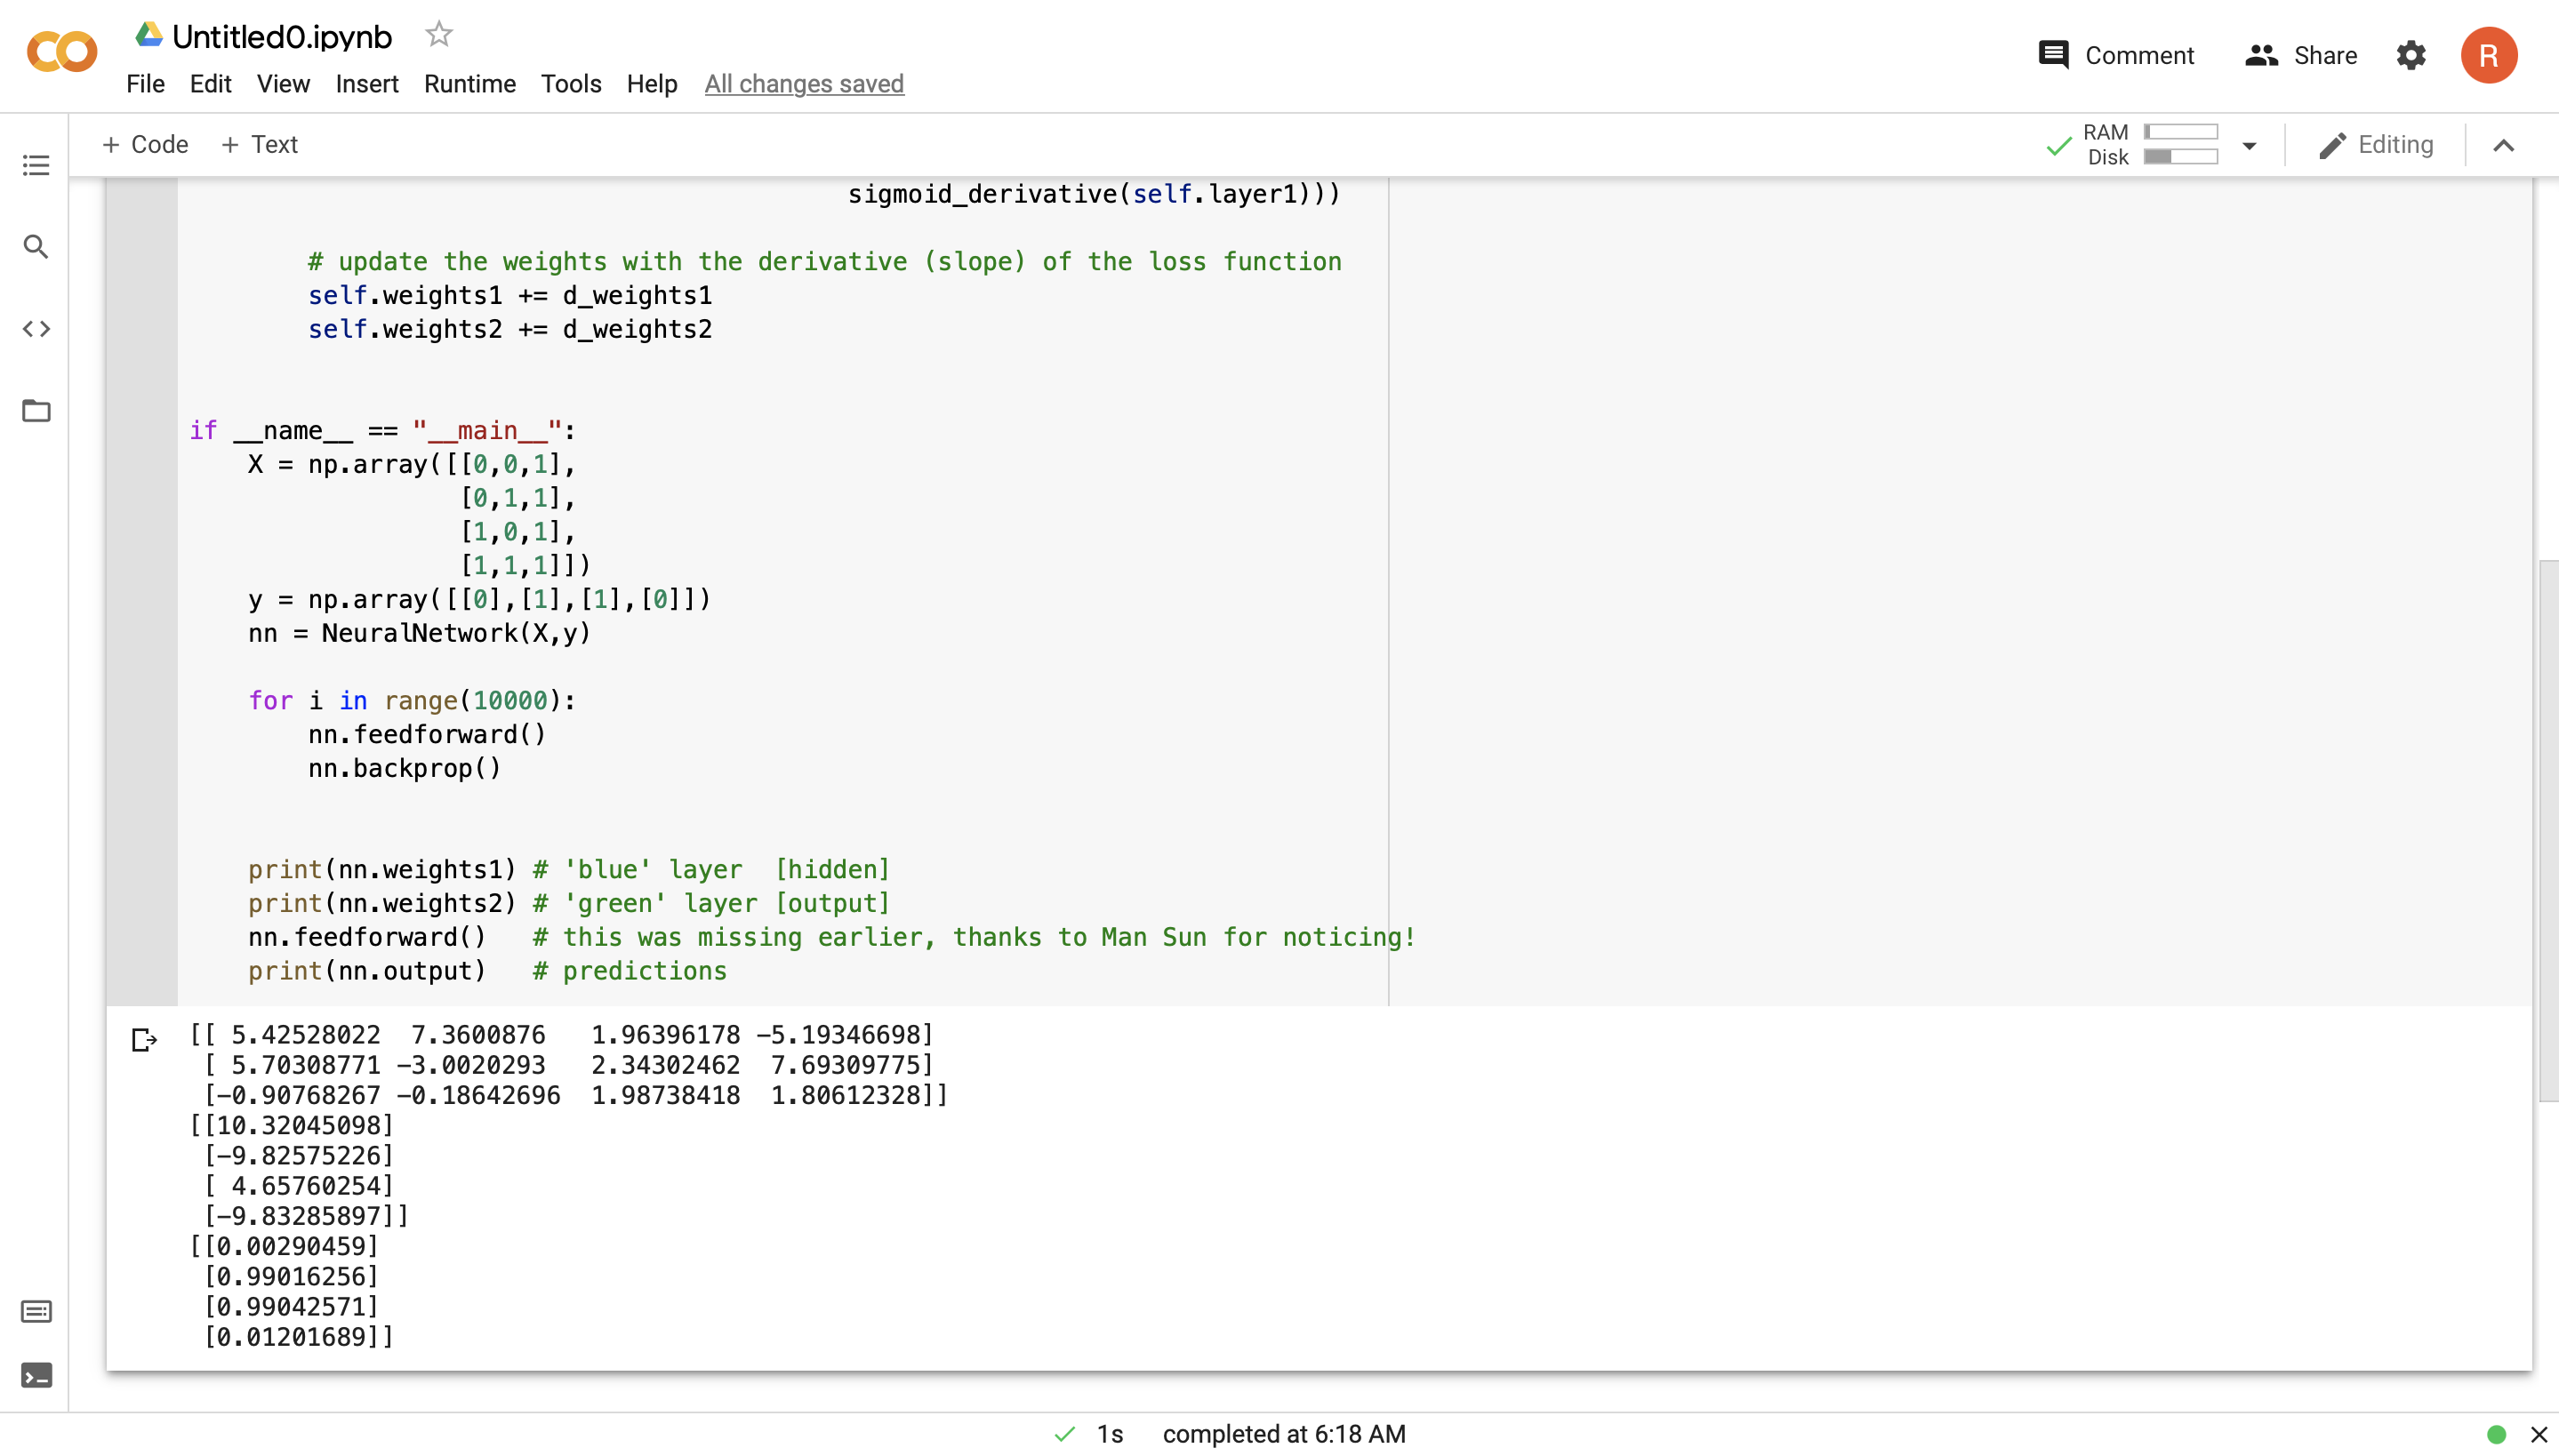 Untitled0.ipynb
File Edit View Insert Runtime Tools Help All changes saved
Comment Share R
+ Code + Text
RAM
Disk
Editing
sigmoid_derivative(self.layer1)))
# update the weights with the derivative (slope) of the loss function
self.weights1 += d_weights1
self.weights2 += d_weights2
if __name__ == "__main__":
X = np.array([[0,0,1],
[0,1,1],
[1,0,1],
[1,1,1]])
y = np.array([[0],[1],[1],[0]])
nn = NeuralNetwork(X,y)
for i in range(10000):
nn.feedforward()
nn.backprop()
print(nn.weights1) # 'blue' layer  [hidden]
print(nn.weights2) # 'green' layer [output]
nn.feedforward()   # this was missing earlier, thanks to Man Sun for noticing!
print(nn.output)   # predictions
[[ 5.42528022  7.3600876   1.96396178 -5.19346698]
[ 5.70308771 -3.0020293   2.34302462  7.69309775]
[-0.90768267 -0.18642696  1.98738418  1.80612328]]
[[10.32045098]
[-9.82575226]
[ 4.65760254]
[-9.83285897]]
[[0.00290459]
[0.99016256]
[0.99042571]
[0.01201689]]
1s completed at 6:18 AM